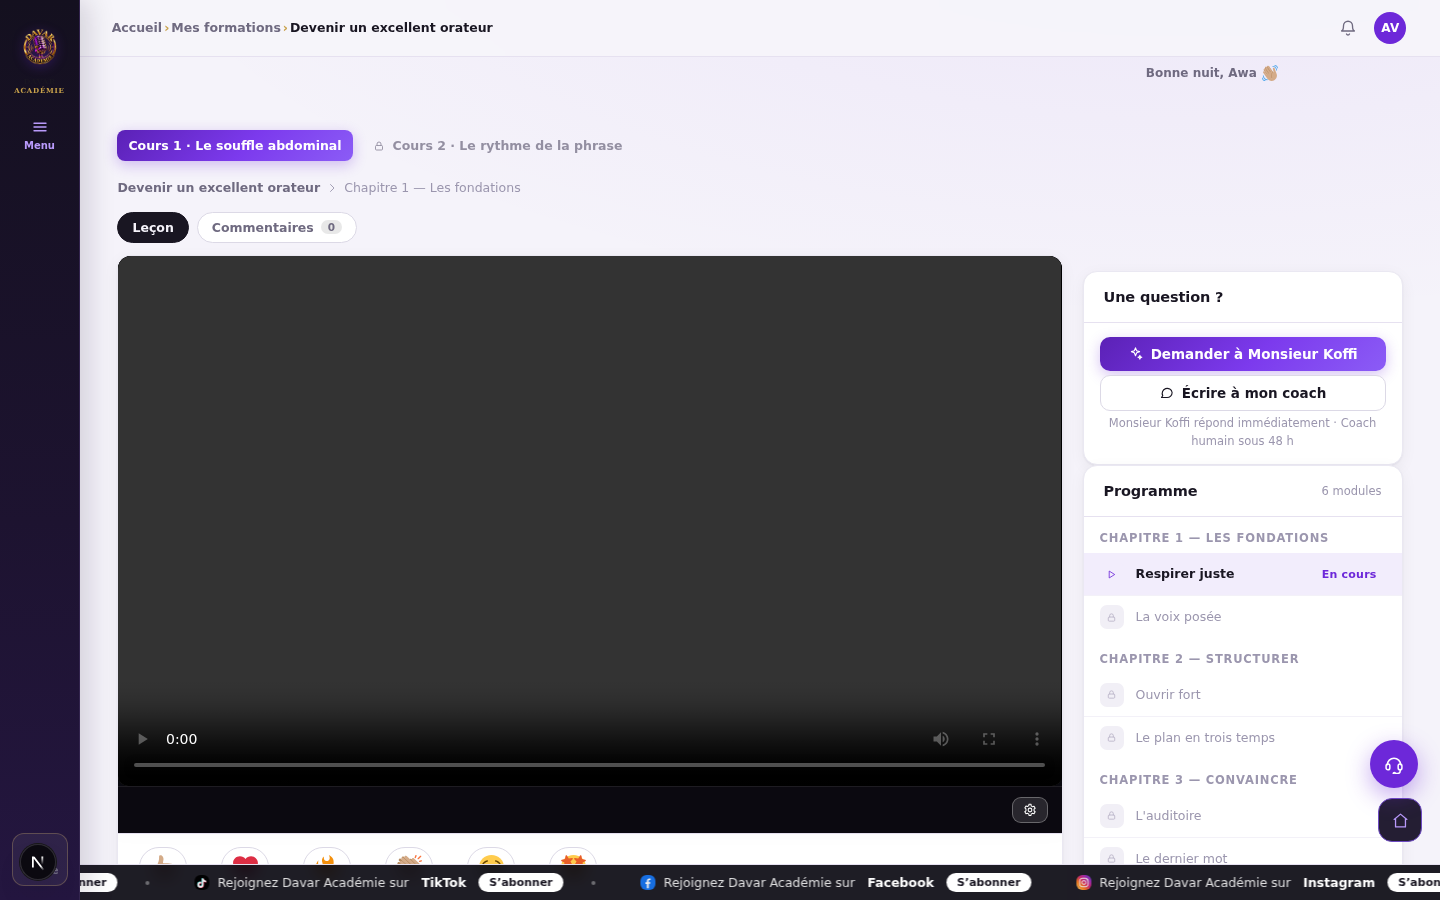 Accueil › Mes formations › Devenir un excellent orateur
AV
DAVAR
ACADÉMIE
Menu
Bonne nuit, Awa
Cours 1 · Le souffle abdominal
Cours 2 · Le rythme de la phrase
Devenir un excellent orateur
Chapitre 1 — Les fondations
Leçon
Commentaires 0
0:00
Une question ?
Demander à Monsieur Koffi
Écrire à mon coach
Monsieur Koffi répond immédiatement · Coach
humain sous 48 h
Programme
6 modules
CHAPITRE 1 — LES FONDATIONS
Respirer juste
En cours
La voix posée
CHAPITRE 2 — STRUCTURER
Ouvrir fort
Le plan en trois temps
CHAPITRE 3 — CONVAINCRE
L'auditoire
Le dernier mot
N
nner
Rejoignez Davar Académie sur TikTok S’abonner
Rejoignez Davar Académie sur Facebook S’abonner
Rejoignez Davar Académie sur Instagram S’abon